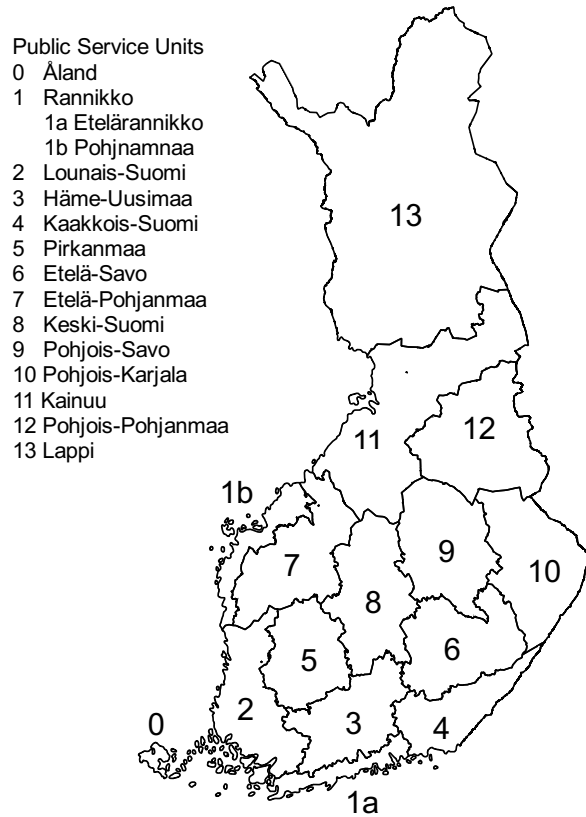 Public Service Units
0 Åland
1 Rannikko
1a Etelärannikko
1b Pohjnamnaa
2 Lounais-Suomi
3 Häme-Uusimaa
4 Kaakkois-Suomi
5 Pirkanmaa
6 Etelä-Savo
7 Etelä-Pohjanmaa
8 Keski-Suomi
9 Pohjois-Savo
10 Pohjois-Karjala
11 Kainuu
12 Pohjois-Pohjanmaa
13 Lappi
13
12
11
1b
9
7
10
8
6
5
2
3
4
0
1a